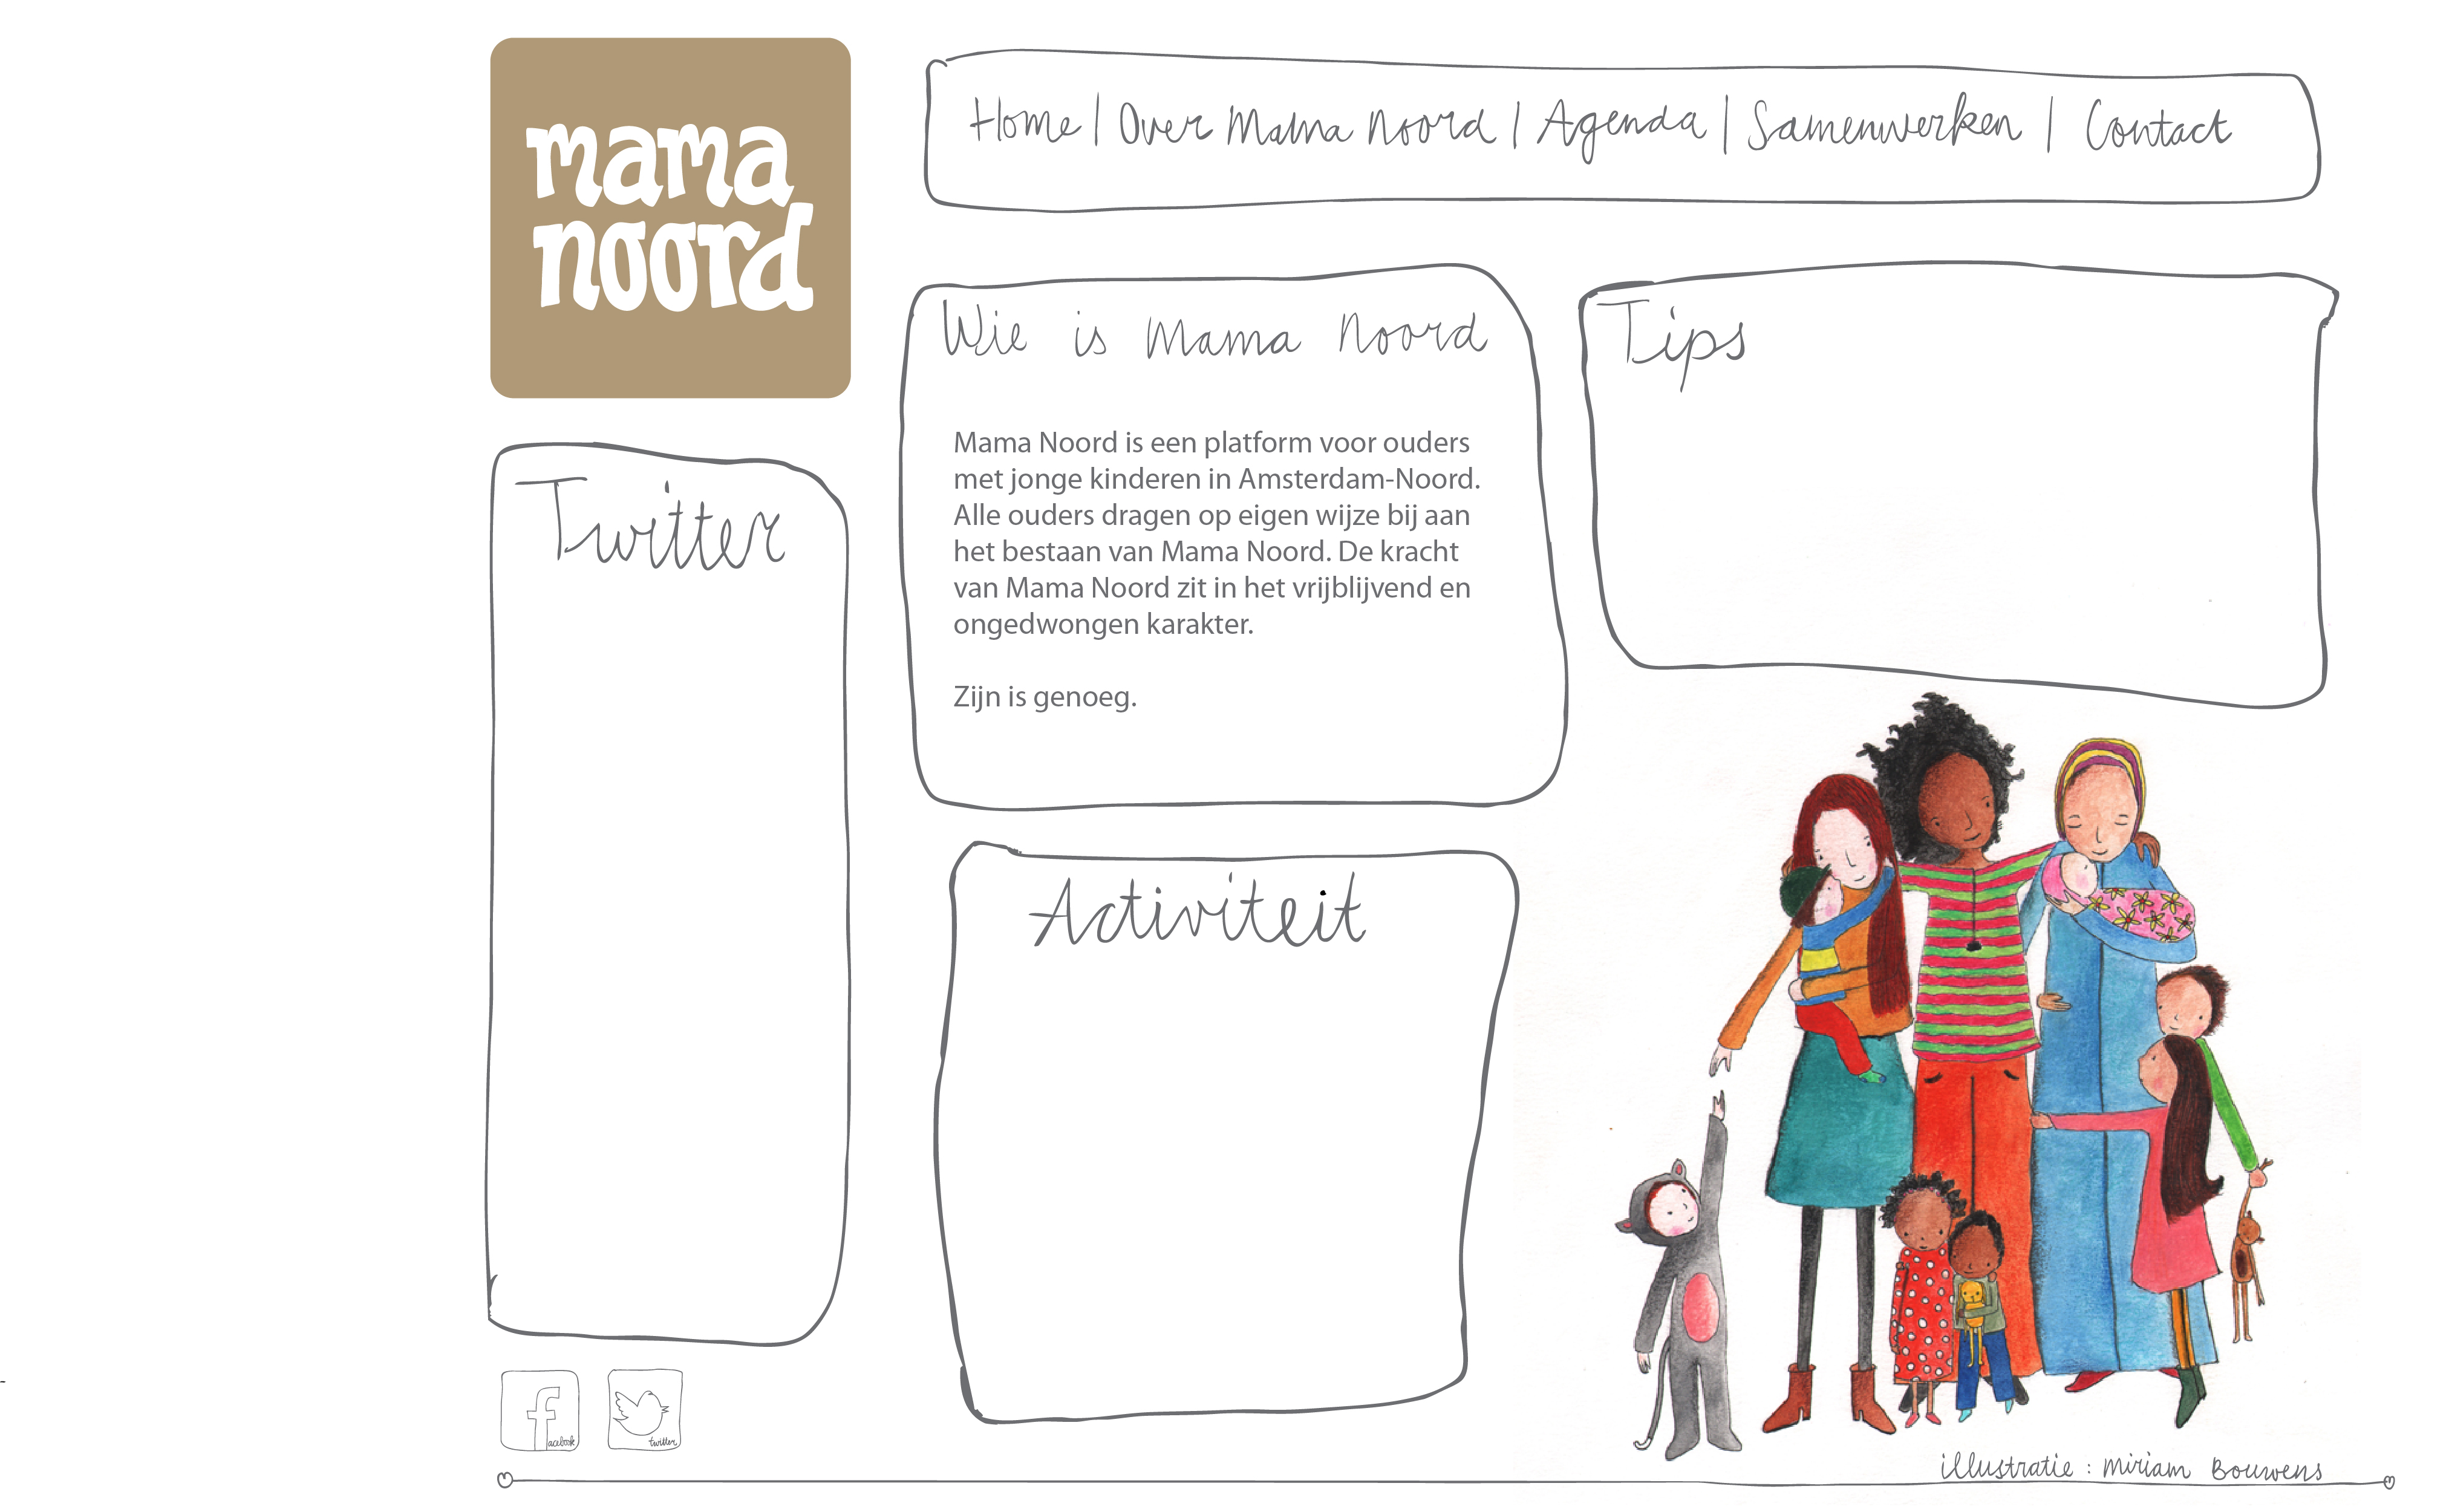 mama
noord
Home | Over Mama Noord | Agenda | Samenwerken | Contact
Wie is Mama Noord
Mama Noord is een platform voor ouders
met jonge kinderen in Amsterdam-Noord.
Alle ouders dragen op eigen wijze bij aan
het bestaan van Mama Noord. De kracht
van Mama Noord zit in het vrijblijvend en
ongedwongen karakter.
Zijn is genoeg.
Tips
Twitter
Activiteit
facebook
twitter
illustratie : Miriam Bouwens